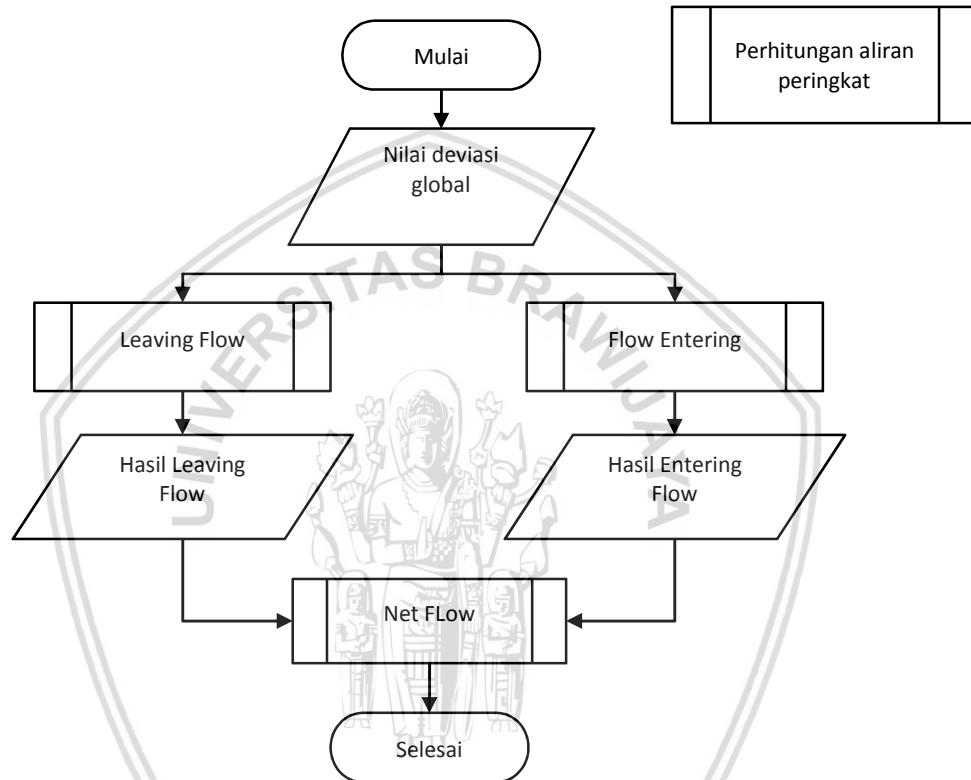 Mulai
Perhitungan aliran
peringkat
Nilai deviasi
global
UNIVERSITAS BRAWIJAYA
Leaving Flow
Flow Entering
Hasil Leaving
Flow
Hasil Entering
Flow
Net FLow
Selesai